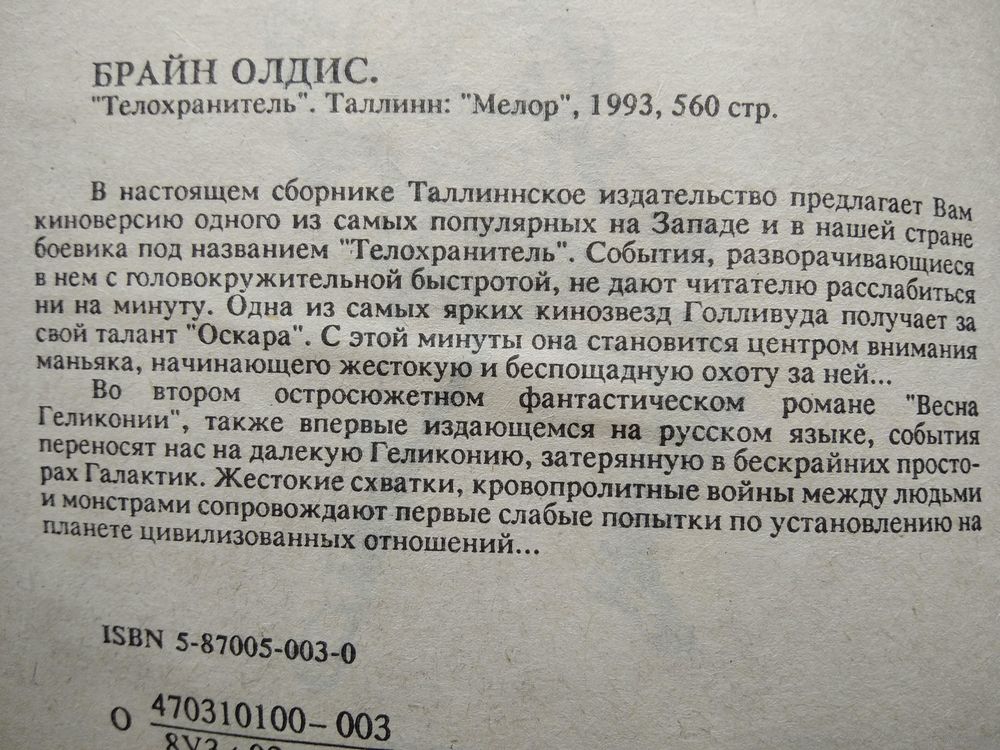 БРАЙН ОЛДИС.
"Телохранитель". Таллинн: "Мелор", 1993, 560 стр.
В настоящем сборнике Таллиннское издательство предлагает Вам
киноверсию одного из самых популярных на Западе и в нашей стране
боевика под названием "Телохранитель". События, разворачивающиеся
в нем с головокружительной быстротой, не дают читателю расслабиться
ни на минуту. Одна из самых ярких кинозвезд Голливуда получает за
свой талант "Оскара". С этой минуты она становится центром внимания
маньяка, начинающего жестокую и беспощадную охоту за ней...
Во втором остросюжетном фантастическом романе "Весна
Геликонии", также впервые издающемся на русском языке, события
переносят нас на далекую Геликонию, затерянную в бескрайних просто-
рах Галактик. Жестокие схватки, кровопролитные войны между людьми
и монстрами сопровождают первые слабые попытки по установлению на
планете цивилизованных отношений...
ISBN 5-87005-003-0
О 470310100-003